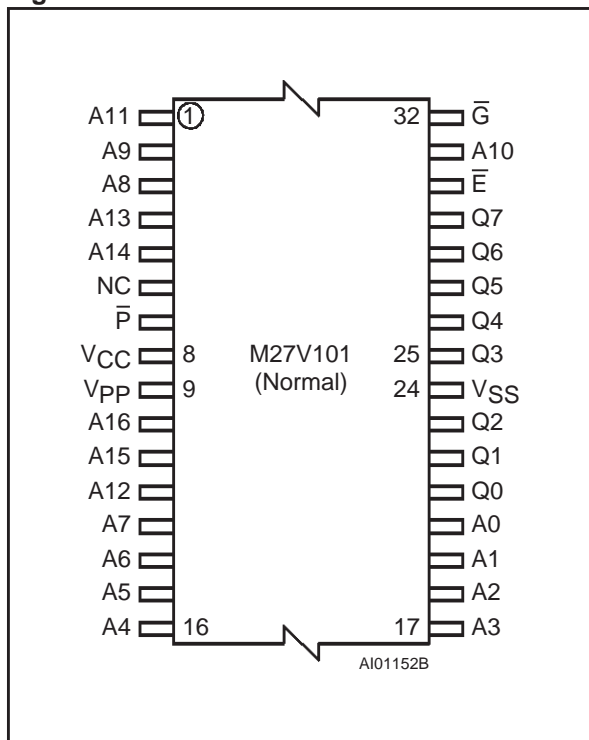 A11 1 32 G̅
A9 A10
A8 E̅
A13 Q7
A14 Q6
NC Q5
P̅ Q4
VCC 8 M27V101 25 Q3
VPP 9 (Normal) 24 VSS
A16 Q2
A15 Q1
A12 Q0
A7 A0
A6 A1
A5 A2
A4 16 17 A3
AI01152B